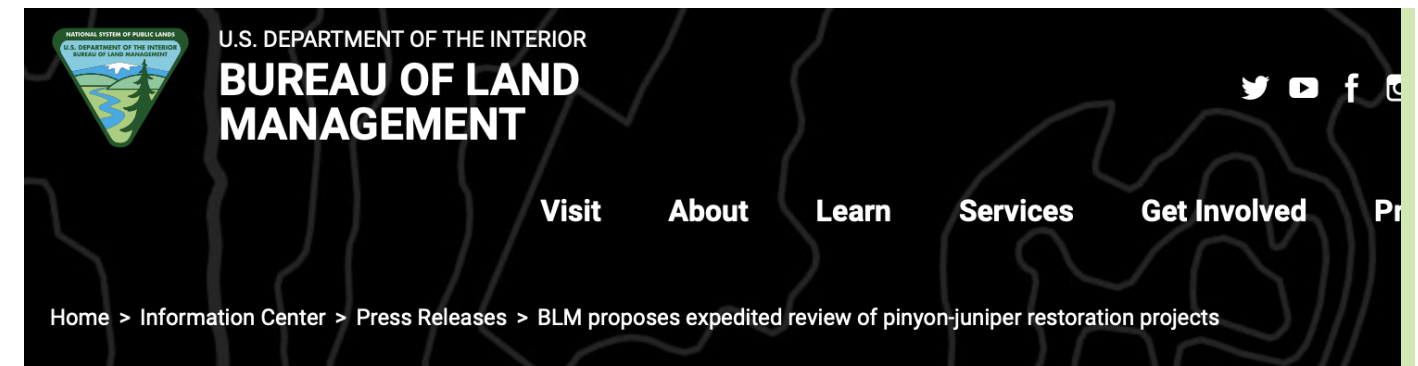 NATIONAL SYSTEM OF PUBLIC LANDS
U.S. DEPARTMENT OF THE INTERIOR
BUREAU OF LAND MANAGEMENT
U.S. DEPARTMENT OF THE INTERIOR
BUREAU OF LAND
MANAGEMENT
Visit About Learn Services Get Involved Pr
Home > Information Center > Press Releases > BLM proposes expedited review of pinyon-juniper restoration projects